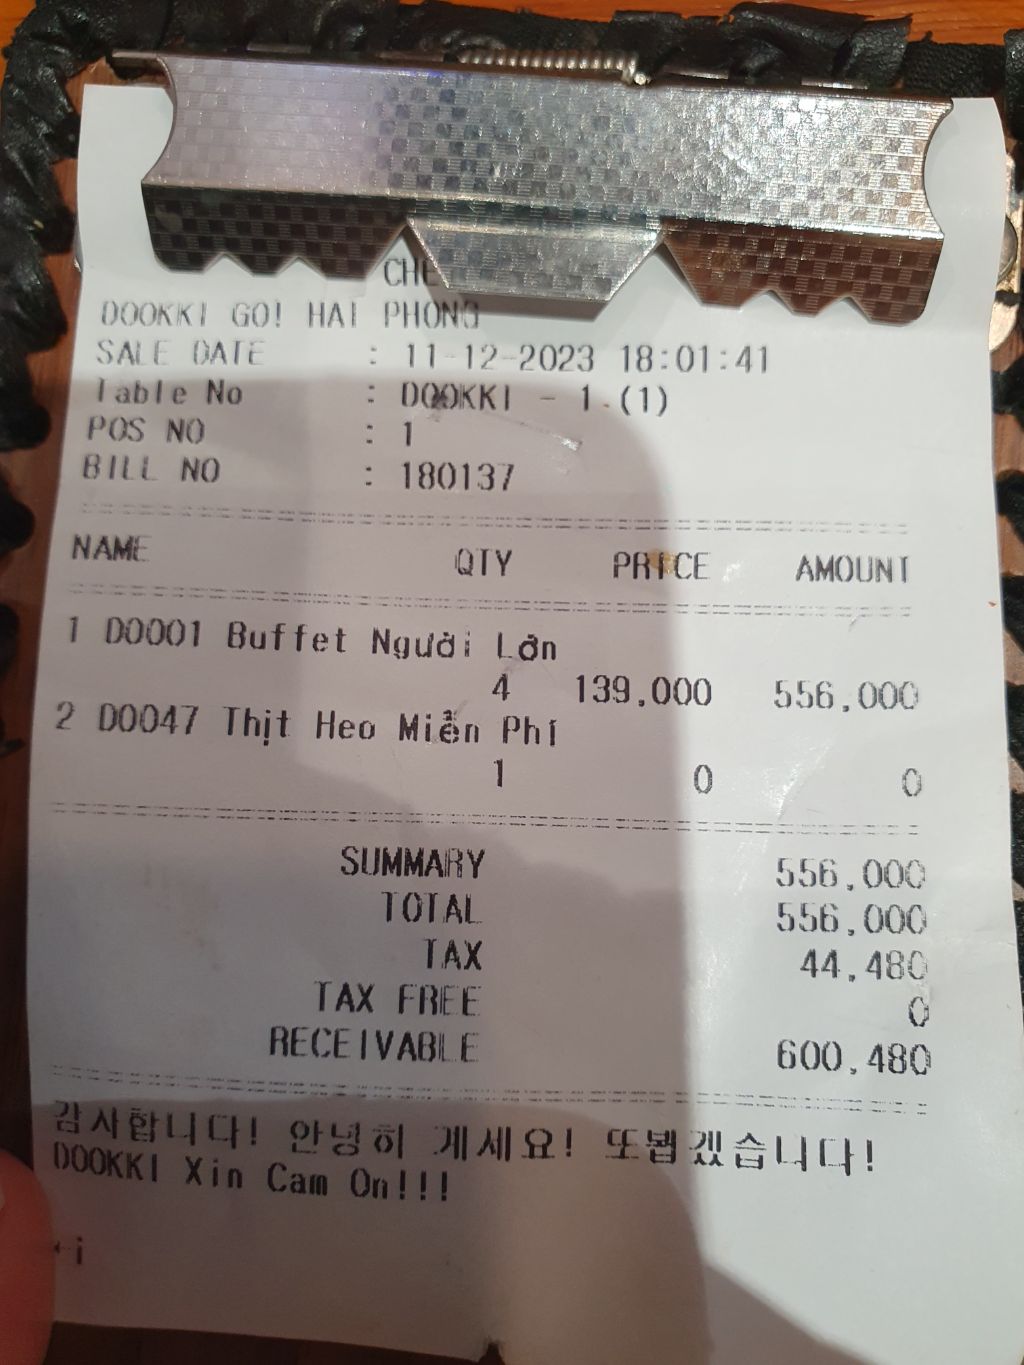 DOOKKI GO! HAI PHONG
SALE DATE : 11-12-2023 18:01:41
Table No : DOOKKI - 1 (1)
POS NO : 1
BILL NO : 180137
NAME QTY PRICE AMOUNT
1 D0001 Buffet Người Lớn
4 139,000 556,000
2 D0047 Thịt Heo Miễn Phí
1 0 0
SUMMARY 556,000
TOTAL 556,000
TAX 44,480
TAX FREE 0
RECEIVABLE 600,480
감사합니다! 안녕히 계세요! 또뵙겠습니다!
DOOKKI Xin Cam On!!!